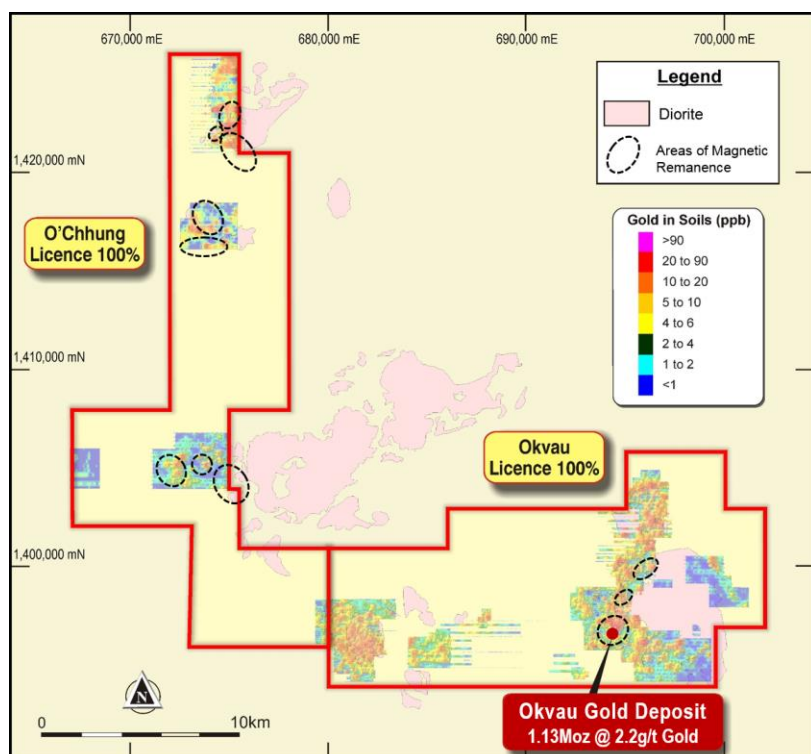 670,000 mE
680,000 mE
690,000 mE
700,000 mE
Legend
Diorite
Areas of Magnetic
Remanence
1,420,000 mN
O'Chhung
Licence 100%
Gold in Soils (ppb)
>90
20 to 90
10 to 20
5 to 10
4 to 6
2 to 4
1 to 2
<1
1,410,000 mN
Okvau
Licence 100%
1,400,000 mN
N
0
10km
Okvau Gold Deposit
1.13Moz @ 2.2g/t Gold